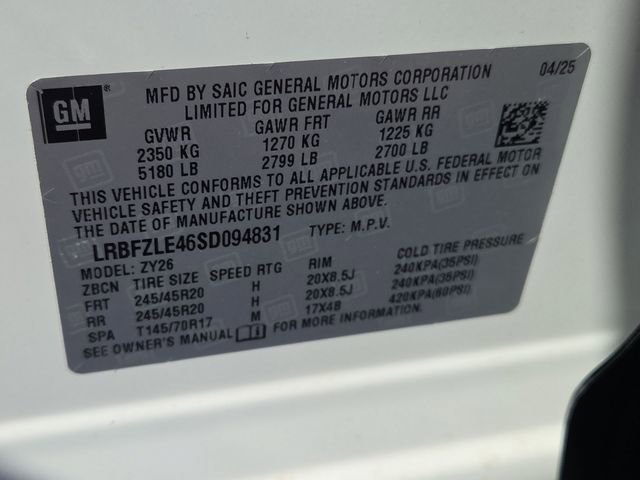 GM
MFD BY SAIC GENERAL MOTORS CORPORATION 04/25
LIMITED FOR GENERAL MOTORS LLC
GVWR GAWR FRT GAWR RR
2350 KG 1270 KG 1225 KG
5180 LB 2799 LB 2700 LB
THIS VEHICLE CONFORMS TO ALL APPLICABLE U.S. FEDERAL MOTOR
VEHICLE SAFETY AND THEFT PREVENTION STANDARDS IN EFFECT ON
THE DATE OF MANUFACTURE SHOWN ABOVE.
LRBFZLE46SD094831 TYPE: M.P.V.
MODEL: ZY26
ZBCN TIRE SIZE SPEED RTG RIM COLD TIRE PRESSURE
FRT 245/45R20 H 20X8.5J 240KPA(35PSI)
RR 245/45R20 H 20X8.5J 240KPA(35PSI)
SPA T145/70R17 M 17X4B 420KPA(60PSI)
SEE OWNER'S MANUAL FOR MORE INFORMATION.